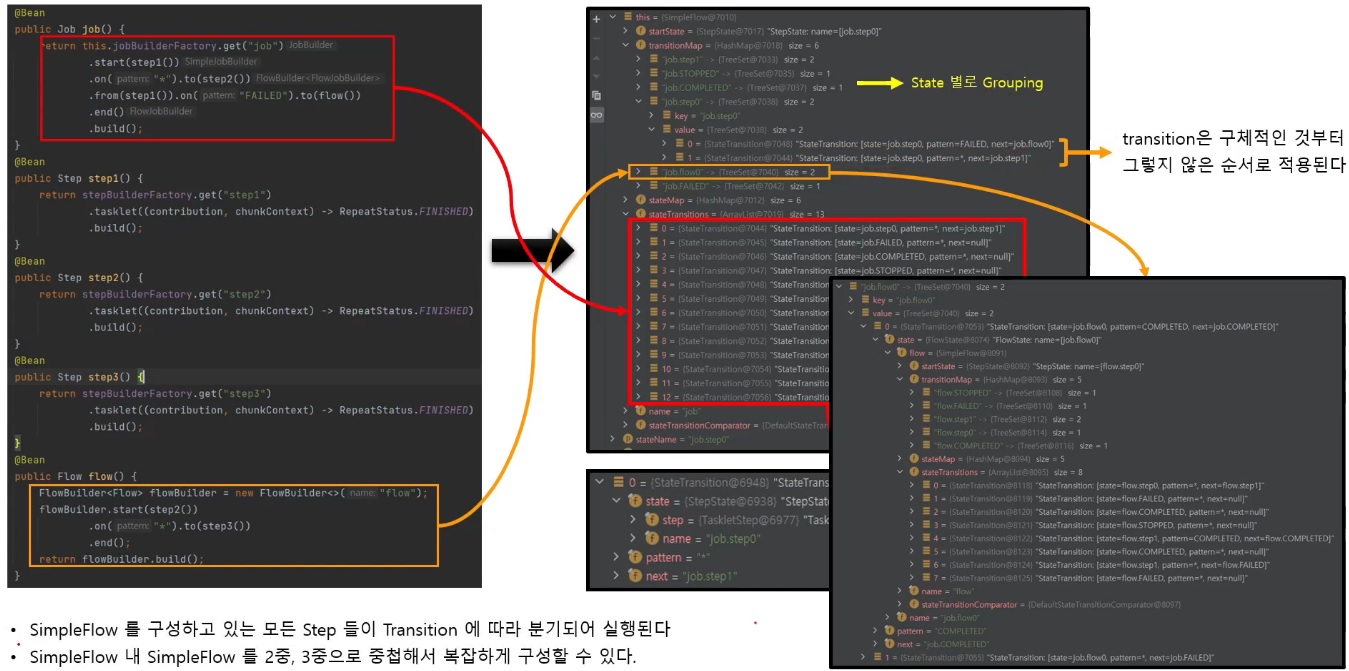 @Bean
public Job job() {
return this.jobBuilderFactory.get("job") JobBuilder
.start(step1()) SimpleJobBuilder
.on( pattern: "*").to(step2()) FlowBuilder<FlowJobBuilder>
.from(step1()).on( pattern: "FAILED").to(flow())
.end() FlowJobBuilder
.build();
}
@Bean
public Step step1() {
return stepBuilderFactory.get("step1")
.tasklet((contribution, chunkContext) -> RepeatStatus.FINISHED)
.build();
}
@Bean
public Step step2() {
return stepBuilderFactory.get("step2")
.tasklet((contribution, chunkContext) -> RepeatStatus.FINISHED)
.build();
}
@Bean
public Step step3() {
return stepBuilderFactory.get("step3")
.tasklet((contribution, chunkContext) -> RepeatStatus.FINISHED)
.build();
}
@Bean
public Flow flow() {
FlowBuilder<Flow> flowBuilder = new FlowBuilder<>( name: "flow");
flowBuilder.start(step2())
.on( pattern: "*").to(step3())
.end();
return flowBuilder.build();
}
this = {SimpleFlow@7010}
startState = {StepState@7017} "StepState: name=[job.step0]"
transitionMap = {HashMap@7018} size = 6
"job.step1" -> {TreeSet@7033} size = 2
"job.STOPPED" -> {TreeSet@7035} size = 1
"job.COMPLETED" -> {TreeSet@7037} size = 1
State 별로 Grouping
"job.step0" -> {TreeSet@7038} size = 2
key = "job.step0"
value = {TreeSet@7038} size = 2
0 = {StateTransition@7048} "StateTransition: [state=job.step0, pattern=FAILED, next=job.flow0]"
1 = {StateTransition@7044} "StateTransition: [state=job.step0, pattern=*, next=job.step1]"
transition은 구체적인 것부터
그렇지 않은 순서로 적용된다
"job.flow0" -> {TreeSet@7040} size = 2
"job.FAILED" -> {TreeSet@7042} size = 1
stateMap = {HashMap@7012} size = 6
stateTransitions = {ArrayList@7015} size = 13
0 = {StateTransition@7044} "StateTransition: [state=job.step0, pattern=*, next=job.step1]"
1 = {StateTransition@7045} "StateTransition: [state=job.FAILED, pattern=*, next=null]"
2 = {StateTransition@7046} "StateTransition: [state=job.COMPLETED, pattern=*, next=null]"
3 = {StateTransition@7047} "StateTransition: [state=job.STOPPED, pattern=*, next=null]"
4 = {StateTransition@7048} "StateTransition
5 = {StateTransition@7049} "StateTransition
6 = {StateTransition@7050} "StateTransition
7 = {StateTransition@7051} "StateTransition
8 = {StateTransition@7052} "StateTransition
9 = {StateTransition@7053} "StateTransition
10 = {StateTransition@7054} "StateTransition
11 = {StateTransition@7055} "StateTransition
12 = {StateTransition@7056} "StateTransition
name = "job"
stateTransitionComparator = {DefaultStateTran
stateName = "job.step0"
0 = {StateTransition@6948} "StateTran
state = {StepState@6938} "StepState
step = {TaskletStep@6977} "Taskl
name = "job.step0"
pattern = "*"
next = "job.step1"
"job.flow0" -> {TreeSet@7040} size = 2
key = "job.flow0"
value = {TreeSet@7040} size = 2
0 = {StateTransition@7053} "StateTransition: [state=job.flow0, pattern=COMPLETED, next=job.COMPLETED]"
state = {FlowState@8074} "FlowState: name=[job.flow0]"
flow = {SimpleFlow@8091}
startState = {StepState@8092} "StepState: name=[flow.step0]"
transitionMap = {HashMap@8093} size = 5
"flow.STOPPED" -> {TreeSet@8108} size = 1
"flow.FAILED" -> {TreeSet@8110} size = 1
"flow.step1" -> {TreeSet@8112} size = 2
"flow.step0" -> {TreeSet@8114} size = 1
"flow.COMPLETED" -> {TreeSet@8116} size = 1
stateMap = {HashMap@8094} size = 5
stateTransitions = {ArrayList@8095} size = 8
0 = {StateTransition@8118} "StateTransition: [state=flow.step0, pattern=*, next=flow.step1]"
1 = {StateTransition@8119} "StateTransition: [state=flow.FAILED, pattern=*, next=null]"
2 = {StateTransition@8120} "StateTransition: [state=flow.COMPLETED, pattern=*, next=null]"
3 = {StateTransition@8121} "StateTransition: [state=flow.STOPPED, pattern=*, next=null]"
4 = {StateTransition@8122} "StateTransition: [state=flow.step1, pattern=COMPLETED, next=flow.COMPLETED]"
5 = {StateTransition@8123} "StateTransition: [state=flow.COMPLETED, pattern=*, next=null]"
6 = {StateTransition@8124} "StateTransition: [state=flow.step1, pattern=*, next=flow.FAILED]"
7 = {StateTransition@8125} "StateTransition: [state=flow.FAILED, pattern=*, next=null]"
name = "flow"
stateTransitionComparator = {DefaultStateTransitionComparator@8097}
name = "job.flow0"
pattern = "COMPLETED"
next = "job.COMPLETED"
1 = {StateTransition@7055} "StateTransition: [state=job.flow0, pattern=*, next=job.FAILED]"
• SimpleFlow 를 구성하고 있는 모든 Step 들이 Transition 에 따라 분기되어 실행된다
• SimpleFlow 내 SimpleFlow 를 2중, 3중으로 중첩해서 복잡하게 구성할 수 있다.